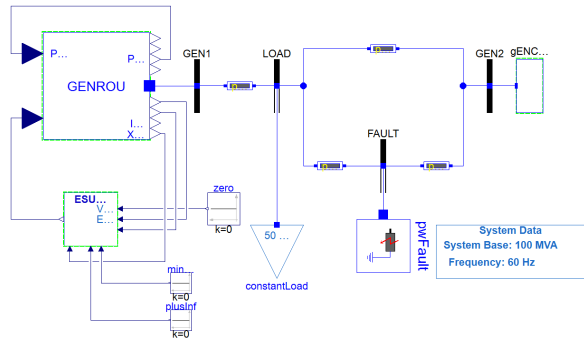 P...
GENROU
I...
X...
GEN1
LOAD
GEN2
gENC...
FAULT
ESU...
V...
E...
zero
k=0
min...
k=0
plusInf
k=0
50 ...
constantLoad
pwFault
System Data
System Base: 100 MVA
Frequency: 60 Hz